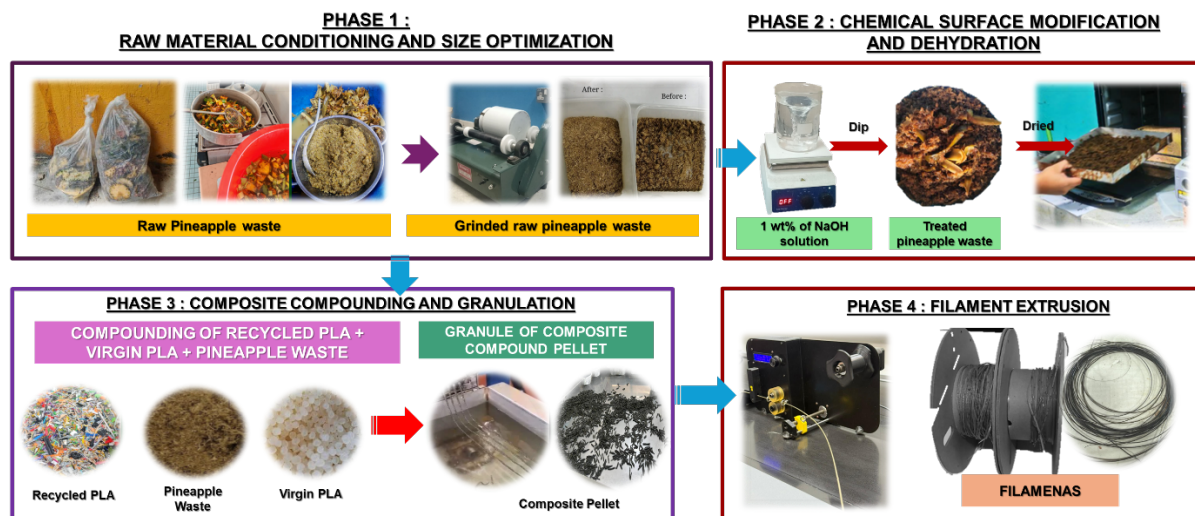 PHASE 1 :
RAW MATERIAL CONDITIONING AND SIZE OPTIMIZATION
After :
Before :
Raw Pineapple waste
Grinded raw pineapple waste
PHASE 2 : CHEMICAL SURFACE MODIFICATION
AND DEHYDRATION
Dip
Dried
OFF
1 wt% of NaOH
solution
Treated
pineapple waste
PHASE 3 : COMPOSITE COMPOUNDING AND GRANULATION
COMPOUNDING OF RECYCLED PLA +
VIRGIN PLA + PINEAPPLE WASTE
GRANULE OF COMPOSITE
COMPOUND PELLET
Recycled PLA
Pineapple
Waste
Virgin PLA
Composite Pellet
PHASE 4 : FILAMENT EXTRUSION
FILAMENAS